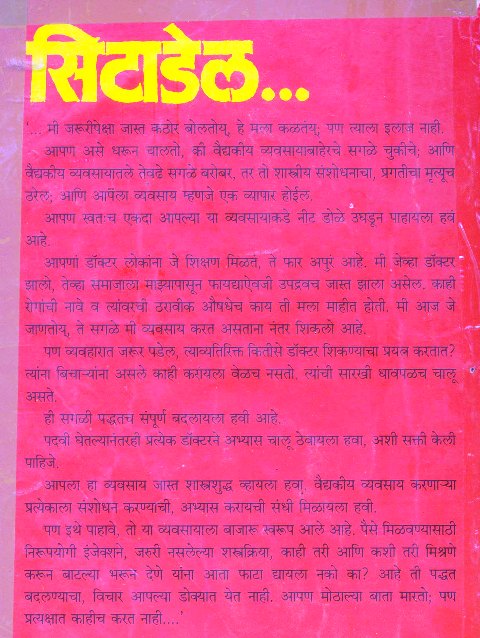 सिटाडेल...
'... मी जरूरीपेक्षा जास्त कठोर बोलतोय, हे मला कळतंय; पण त्याला इलाज नाही.
आपण असे धरून चालतो, की वैद्यकीय व्यवसायाबाहेरचे सगळे चुकीचे; आणि
वैद्यकीय व्यवसायातले तेवढे सगळे बरोबर, तर तो शास्त्रीय संशोधनाचा, प्रगतीचा मृत्यूच
ठरेल; आणि आपला व्यवसाय म्हणजे एक व्यापार होईल.
आपण स्वतःच एकदा आपल्या या व्यवसायाकडे नीट डोळे उघडून पाहायला हवं
आहे.
आपणां डॉक्टर लोकांना जे शिक्षण मिळतं, ते फार अपुरं आहे. मी जेव्हा डॉक्टर
झालो, तेव्हा समाजाला माझ्यापासून फायद्याऐवजी उपद्रवच जास्त झाला असेल. काही
रोगांची नावे व त्यांवरची ठरावीक औषधेच काय ती मला माहीत होती. मी आज जे
जाणतोय, ते सगळे मी व्यवसाय करत असताना नंतर शिकलो आहे.
पण व्यवहारात जरूर पडेल, त्याव्यतिरिक्त कितीसे डॉक्टर शिकण्याचा प्रयत्न करतात?
त्यांना बिचाऱ्यांना असले काही करायला वेळच नसतो. त्यांची सारखी धावपळच चालू
असते.
ही सगळी पद्धतच संपूर्ण बदलायला हवी आहे.
पदवी घेतल्यानंतरही प्रत्येक डॉक्टरने अभ्यास चालू ठेवायला हवा, अशी सक्ती केली
पाहिजे.
आपला हा व्यवसाय जास्त शास्त्रशुद्ध व्हायला हवा. वैद्यकीय व्यवसाय करणाऱ्या
प्रत्येकाला संशोधन करण्याची, अभ्यास करायची संधी मिळायला हवी.
पण इथे पाहावे, तो या व्यवसायाला बाजारू स्वरूप आले आहे. पैसे मिळवण्यासाठी
निरूपयोगी इंजेक्शने, जरुरी नसलेल्या शस्त्रक्रिया, काही तरी आणि कशी तरी मिश्रणे
करून बाटल्या भरून देणे यांना आता फाटा द्यायला नको का? आहे ती पद्धत
बदलण्याचा, विचार आपल्या डोक्यात येत नाही. आपण मोठाल्या बाता मारतो; पण
प्रत्यक्षात काहीच करत नाही....'